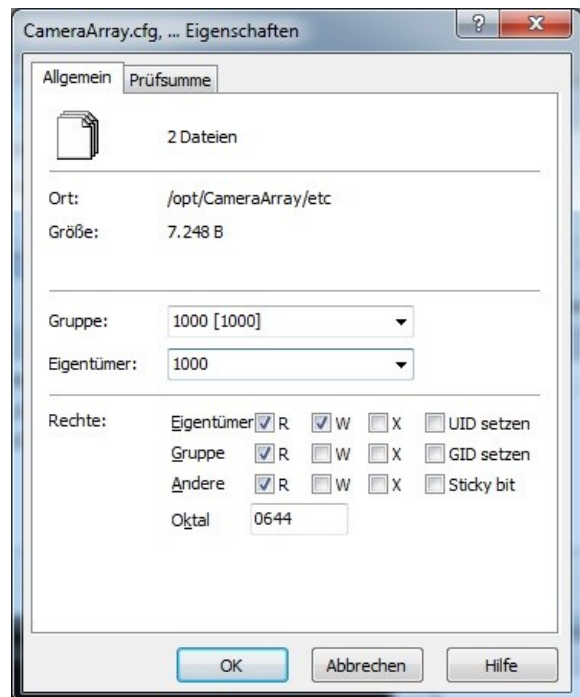 CameraArray.cfg, ... Eigenschaften
Allgemein Prüfsumme
2 Dateien
Ort: /opt/CameraArray/etc
Größe: 7.248 B
Gruppe: 1000 [1000]
Eigentümer: 1000
Rechte: Eigentümer R W X UID setzen
Gruppe R W X GID setzen
Andere R W X Sticky bit
Oktal 0644
OK Abbrechen Hilfe